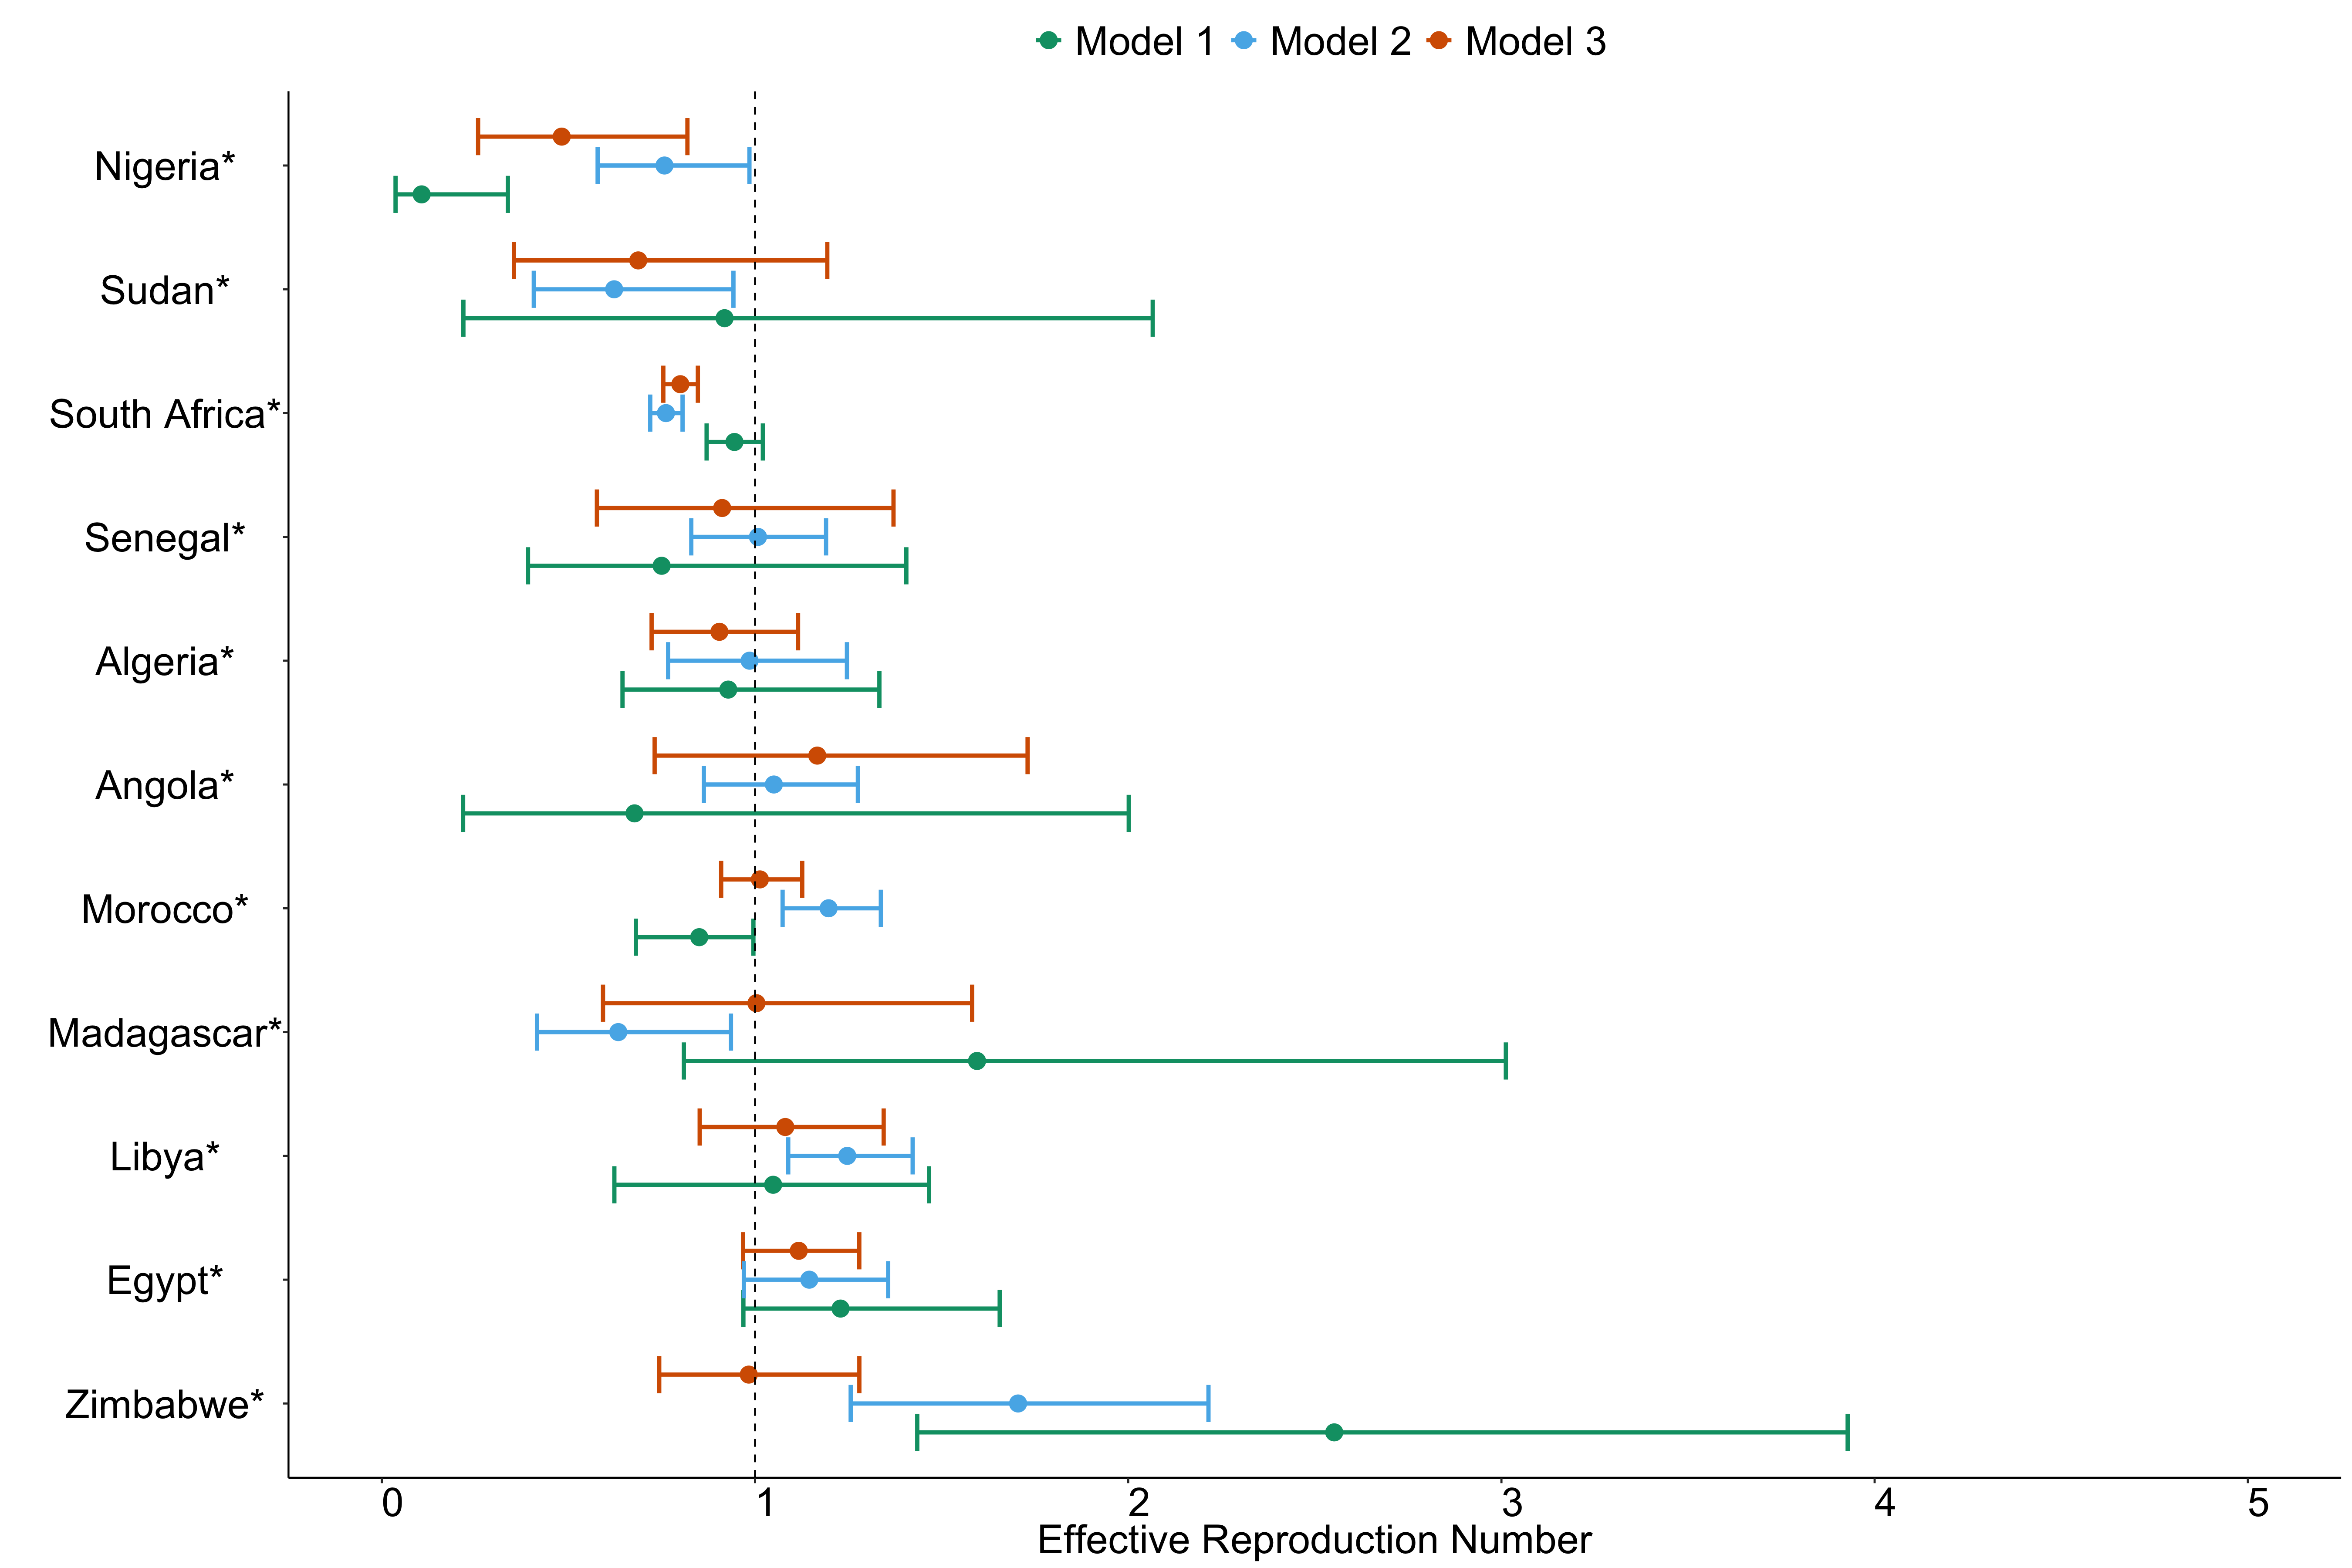 Model 1 Model 2 Model 3
Nigeria*
Sudan*
South Africa*
Senegal*
Algeria*
Angola*
Morocco*
Madagascar*
Libya*
Egypt*
Zimbabwe*
0 1 2 3 4 5
Effective Reproduction Number